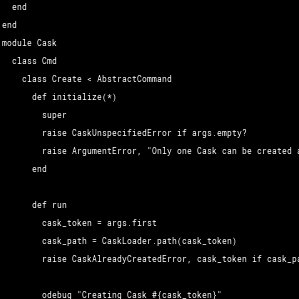 end
end
module Cask
class Cmd
class Create < AbstractCommand
def initialize(*)
super
raise CaskUnspecifiedError if args.empty?
raise ArgumentError, "Only one Cask can be created a
end
def run
cask_token = args.first
cask_path = CaskLoader.path(cask_token)
raise CaskAlreadyCreatedError, cask_token if cask_pa
odebug "Creating Cask #{cask_token}"